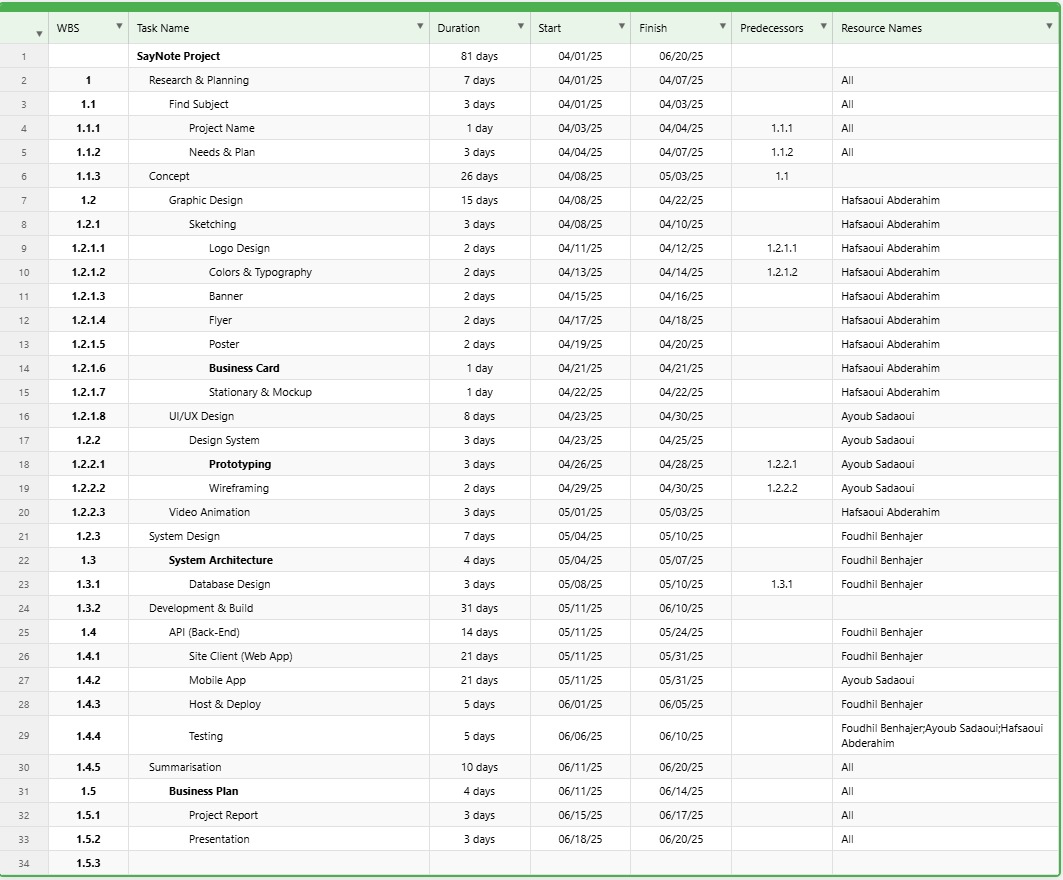 WBS Task Name Duration Start Finish Predecessors Resource Names
1 SayNote Project 81 days 04/01/25 06/20/25
2 1 Research & Planning 7 days 04/01/25 04/07/25 All
3 1.1 Find Subject 3 days 04/01/25 04/03/25 All
4 1.1.1 Project Name 1 day 04/03/25 04/04/25 1.1.1 All
5 1.1.2 Needs & Plan 3 days 04/04/25 04/07/25 1.1.2 All
6 1.1.3 Concept 26 days 04/08/25 05/03/25 1.1
7 1.2 Graphic Design 15 days 04/08/25 04/22/25 Hafsaoui Abderahim
8 1.2.1 Sketching 3 days 04/08/25 04/10/25 Hafsaoui Abderahim
9 1.2.1.1 Logo Design 2 days 04/11/25 04/12/25 1.2.1.1 Hafsaoui Abderahim
10 1.2.1.2 Colors & Typography 2 days 04/13/25 04/14/25 1.2.1.2 Hafsaoui Abderahim
11 1.2.1.3 Banner 2 days 04/15/25 04/16/25 Hafsaoui Abderahim
12 1.2.1.4 Flyer 2 days 04/17/25 04/18/25 Hafsaoui Abderahim
13 1.2.1.5 Poster 2 days 04/19/25 04/20/25 Hafsaoui Abderahim
14 1.2.1.6 Business Card 1 day 04/21/25 04/21/25 Hafsaoui Abderahim
15 1.2.1.7 Stationary & Mockup 1 day 04/22/25 04/22/25 Hafsaoui Abderahim
16 1.2.1.8 UI/UX Design 8 days 04/23/25 04/30/25 Ayoub Sadaoui
17 1.2.2 Design System 3 days 04/23/25 04/25/25 Ayoub Sadaoui
18 1.2.2.1 Prototyping 3 days 04/26/25 04/28/25 1.2.2.1 Ayoub Sadaoui
19 1.2.2.2 Wireframing 2 days 04/29/25 04/30/25 1.2.2.2 Ayoub Sadaoui
20 1.2.2.3 Video Animation 3 days 05/01/25 05/03/25 Hafsaoui Abderahim
21 1.2.3 System Design 7 days 05/04/25 05/10/25 Foudhil Benhajer
22 1.3 System Architecture 4 days 05/04/25 05/07/25 Foudhil Benhajer
23 1.3.1 Database Design 3 days 05/08/25 05/10/25 1.3.1 Foudhil Benhajer
24 1.3.2 Development & Build 31 days 05/11/25 06/10/25
25 1.4 API (Back-End) 14 days 05/11/25 05/24/25 Foudhil Benhajer
26 1.4.1 Site Client (Web App) 21 days 05/11/25 05/31/25 Foudhil Benhajer
27 1.4.2 Mobile App 21 days 05/11/25 05/31/25 Ayoub Sadaoui
28 1.4.3 Host & Deploy 5 days 06/01/25 06/05/25 Foudhil Benhajer
29 1.4.4 Testing 5 days 06/06/25 06/10/25 Foudhil Benhajer;Ayoub Sadaoui;Hafsaoui
Abderahim
30 1.4.5 Summarisation 10 days 06/11/25 06/20/25 All
31 1.5 Business Plan 4 days 06/11/25 06/14/25 All
32 1.5.1 Project Report 3 days 06/15/25 06/17/25 All
33 1.5.2 Presentation 3 days 06/18/25 06/20/25 All
34 1.5.3